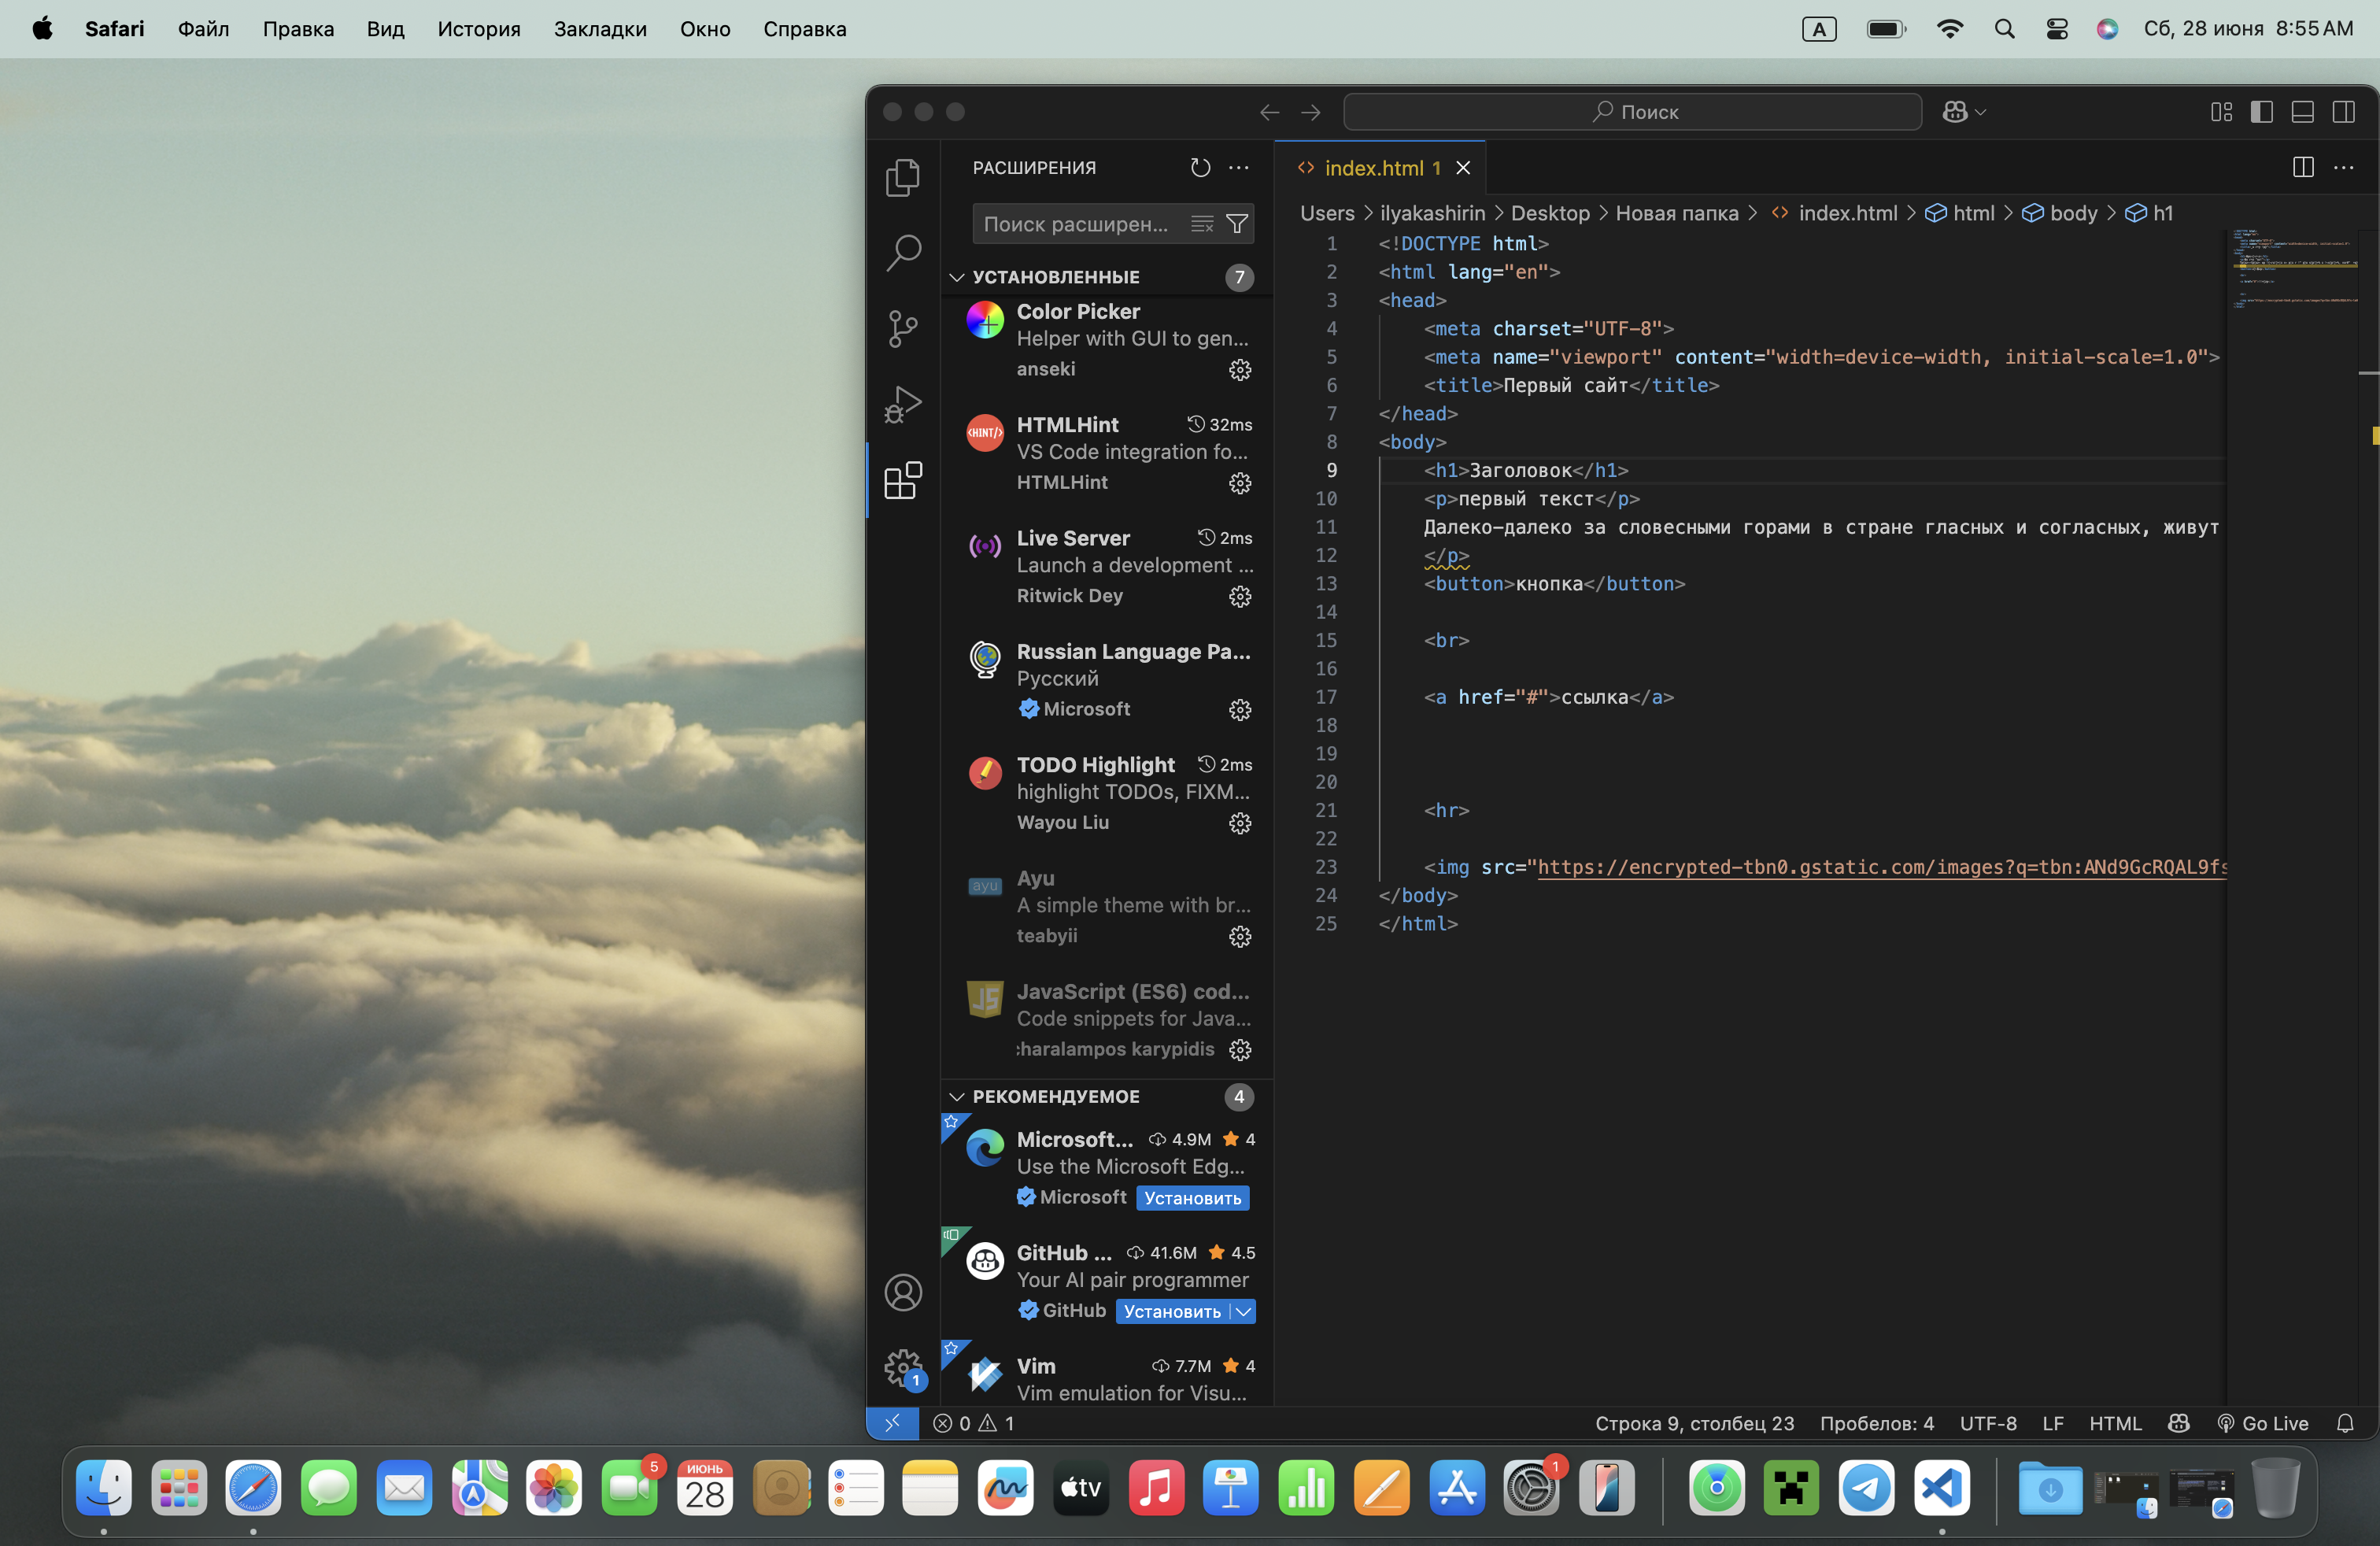 Safari Файл Правка Вид История Закладки Окно Справка A Сб, 28 июня 8:55 AM
Поиск
РАСШИРЕНИЯ
Поиск расширен...
УСТАНОВЛЕННЫЕ 7
Color Picker
Helper with GUI to gen...
anseki
HTMLHint 32ms
VS Code integration fo...
HTMLHint
Live Server 2ms
Launch a development ...
Ritwick Dey
Russian Language Pa...
Русский
Microsoft
TODO Highlight 2ms
highlight TODOs, FIXM...
Wayou Liu
Ayu
A simple theme with br...
teabyii
JavaScript (ES6) cod...
Code snippets for Java...
charalampos karypidis
РЕКОМЕНДУЕМОЕ 4
Microsoft... 4.9M 4
Use the Microsoft Edg...
Microsoft Установить
GitHub ... 41.6M 4.5
Your AI pair programmer
GitHub Установить
Vim 7.7M 4
Vim emulation for Visu...
index.html 1
Users > ilyakashirin > Desktop > Новая папка > index.html > html > body > h1
1 <!DOCTYPE html>
2 <html lang="en">
3 <head>
4 <meta charset="UTF-8">
5 <meta name="viewport" content="width=device-width, initial-scale=1.0">
6 <title>Первый сайт</title>
7 </head>
8 <body>
9 <h1>Заголовок</h1>
10 <p>первый текст</p>
11 Далеко-далеко за словесными горами в стране гласных и согласных, живут
12 </p>
13 <button>кнопка</button>
14
15 <br>
16
17 <a href="#">ссылка</a>
18
19
20
21 <hr>
22
23 <img src="https://encrypted-tbn0.gstatic.com/images?q=tbn:ANd9GcRQAL9fs
24 </body>
25 </html>
1
0 1 Строка 9, столбец 23 Пробелов: 4 UTF-8 LF HTML Go Live
5 ИЮНЬ 28 tv 1